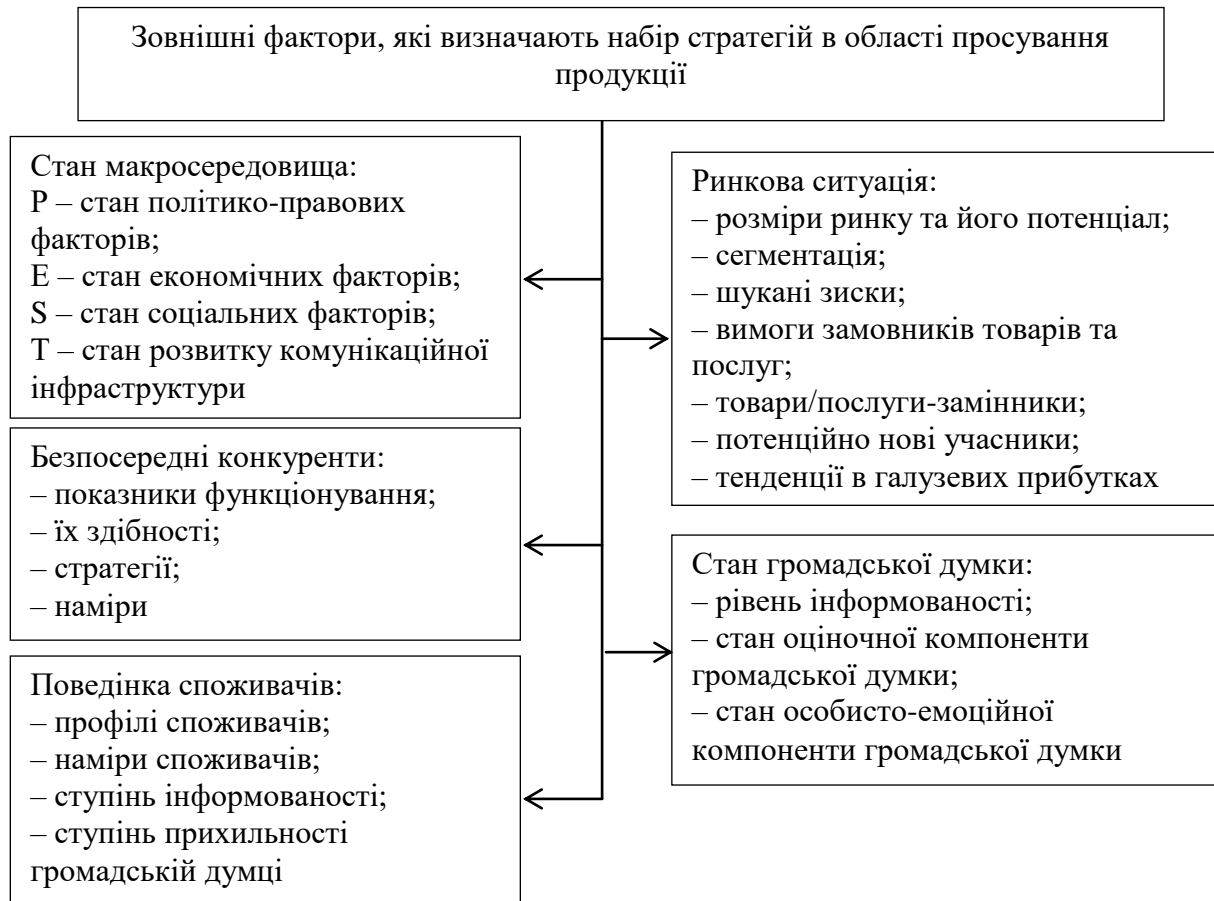 Зовнішні фактори, які визначають набір стратегій в області просування
продукції
Стан макросередовища:
P – стан політико-правових
факторів;
E – стан економічних факторів;
S – стан соціальних факторів;
T – стан розвитку комунікаційної
інфраструктури
Безпосередні конкуренти:
– показники функціонування;
– їх здібності;
– стратегії;
– наміри
Поведінка споживачів:
– профілі споживачів;
– наміри споживачів;
– ступінь інформованості;
– ступінь прихильності
громадській думці
Ринкова ситуація:
– розміри ринку та його потенціал;
– сегментація;
– шукані зиски;
– вимоги замовників товарів та
послуг;
– товари/послуги-замінники;
– потенційно нові учасники;
– тенденції в галузевих прибутках
Стан громадської думки:
– рівень інформованості;
– стан оціночної компоненти
громадської думки;
– стан особисто-емоційної
компоненти громадської думки